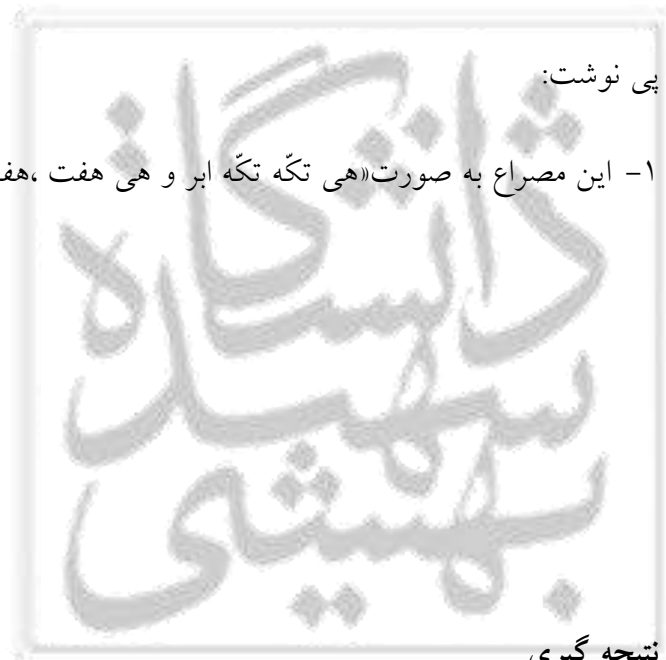 پی نوشت:
۱- این مصراع به صورت«هی تکّه تکّه ابر و هی هفت ،هف
دانشگاه
شهید
بهشتی
نتیجه گیری